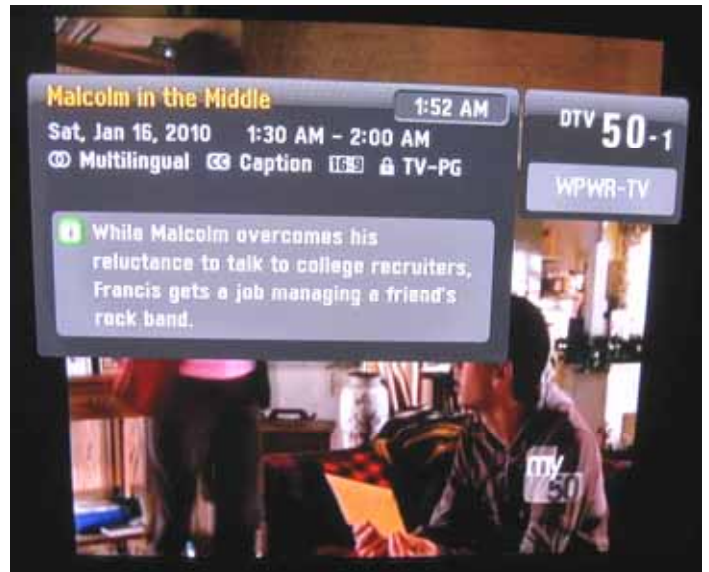 Malcolm in the Middle 1:52 AM
Sat, Jan 16, 2010 1:30 AM - 2:00 AM
Multilingual CC Caption 16:9 TV-PG
i While Malcolm overcomes his
reluctance to talk to college recruiters,
Francis gets a job managing a friend's
rock band.
DTV 50-1
WPWR-TV
my
50